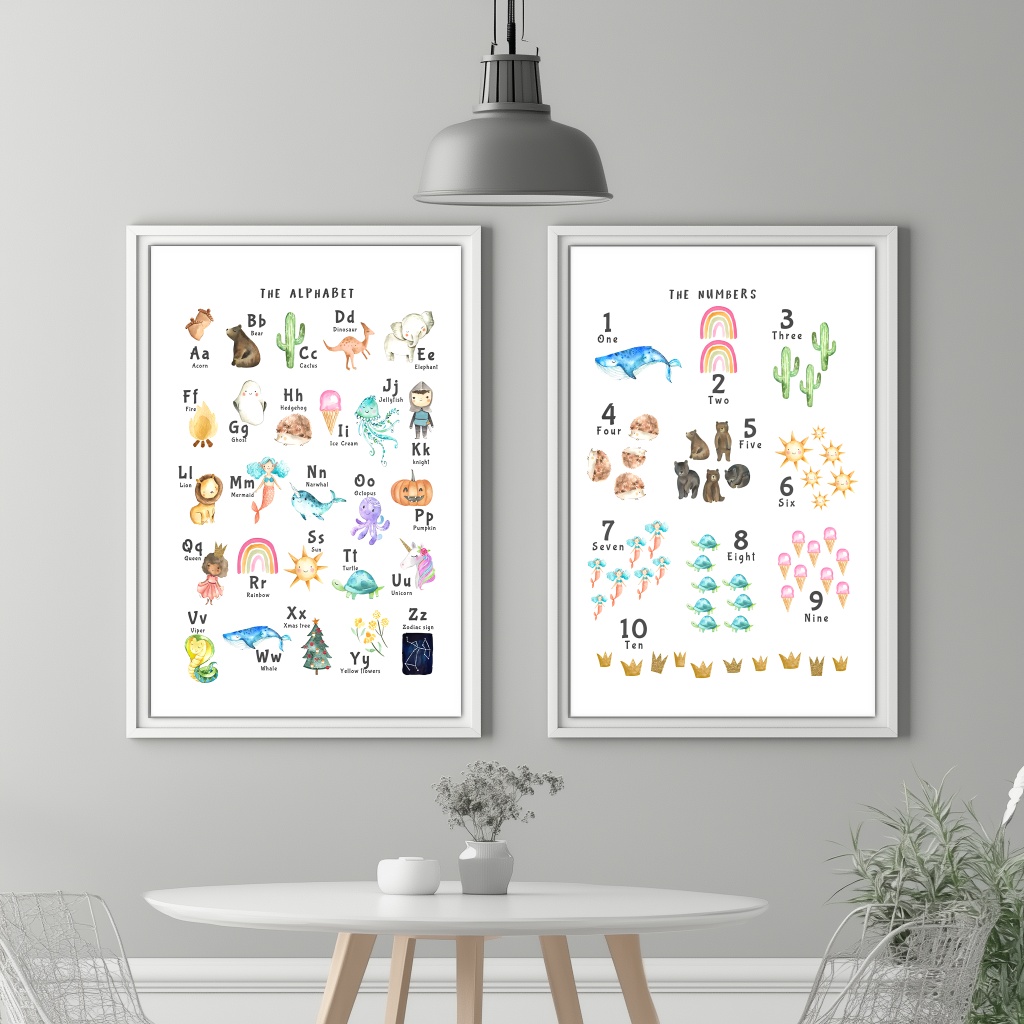 THE ALPHABET
Aa
Acorn
Bb
Bear
Cc
Cactus
Dd
Dinosaur
Ee
Elephant
Ff
Fire
Gg
Ghost
Hh
Hedgehog
Ii
Ice Cream
Jj
Jellyfish
Kk
knight
Ll
Lion
Mm
Mermaid
Nn
Narwhal
Oo
Octopus
Pp
Pumpkin
Qq
Queen
Rr
Rainbow
Ss
Sun
Tt
Turtle
Uu
Unicorn
Vv
Viper
Ww
Whale
Xx
Xmas tree
Yy
Yellow flowers
Zz
Zodiac sign
THE NUMBERS
1
One
2
Two
3
Three
4
Four
5
Five
6
Six
7
Seven
8
Eight
9
Nine
10
Ten